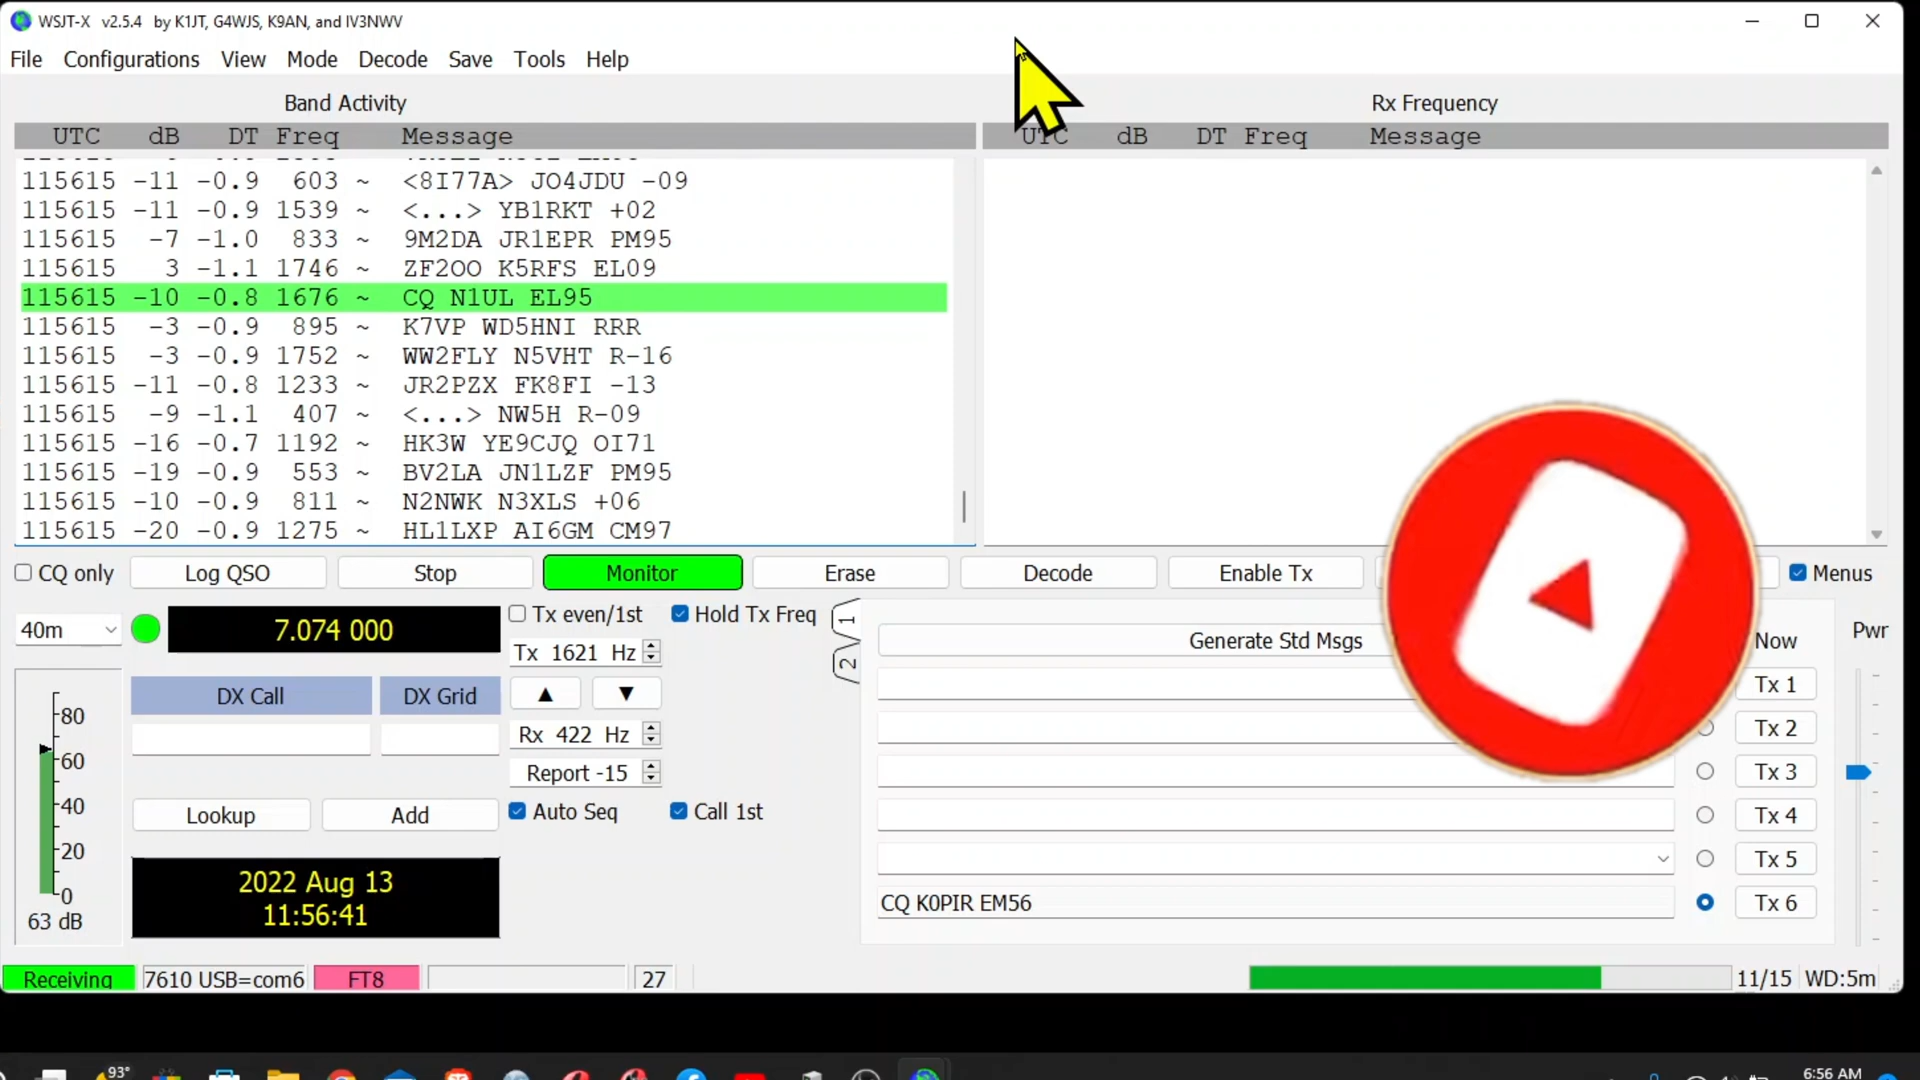 WSJT-X v2.5.4 by K1JT, G4WJS, K9AN, and IV3NWV
File Configurations View Mode Decode Save Tools Help
Band Activity
UTC dB DT Freq Message
115615 -11 -0.9 603 ~ <8I77A> JO4JDU -09
115615 -11 -0.9 1539 ~ <...> YB1RKT +02
115615 -7 -1.0 833 ~ 9M2DA JR1EPR PM95
115615 3 -1.1 1746 ~ ZF2OO K5RFS EL09
115615 -10 -0.8 1676 ~ CQ N1UL EL95
115615 -3 -0.9 895 ~ K7VP WD5HNI RRR
115615 -3 -0.9 1752 ~ WW2FLY N5VHT R-16
115615 -11 -0.8 1233 ~ JR2PZX FK8FI -13
115615 -9 -1.1 407 ~ <...> NW5H R-09
115615 -16 -0.7 1192 ~ HK3W YE9CJQ OI71
115615 -19 -0.9 553 ~ BV2LA JN1LZF PM95
115615 -10 -0.9 811 ~ N2NWK N3XLS +06
115615 -20 -0.9 1275 ~ HL1LXP AI6GM CM97
Rx Frequency
UTC dB DT Freq Message
CQ only Log QSO Stop Monitor Erase Decode Enable Tx Menus
40m 7.074 000
Tx even/1st Hold Tx Freq
Tx 1621 Hz
DX Call DX Grid
▲ ▼
Rx 422 Hz
Report -15
Lookup Add
Auto Seq Call 1st
80
60
40
20
0
63 dB
2022 Aug 13
11:56:41
1
2
Generate Std Msgs Now Pwr
Tx 1
Tx 2
Tx 3
Tx 4
Tx 5
CQ K0PIR EM56 Tx 6
Receiving 7610 USB=com6 FT8 27 11/15 WD:5m
93° 6:56 AM